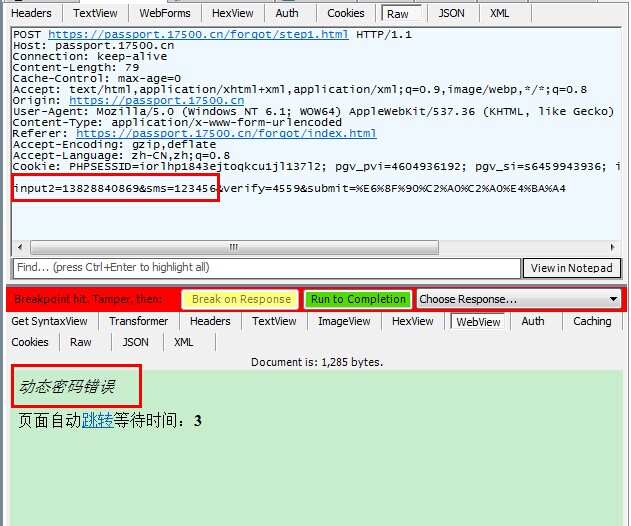 Headers TextView WebForms HexView Auth Cookies Raw JSON XML
POST https://passport.17500.cn/forgot/step1.html HTTP/1.1
Host: passport.17500.cn
Connection: keep-alive
Content-Length: 79
Cache-Control: max-age=0
Accept: text/html,application/xhtml+xml,application/xml;q=0.9,image/webp,*/*;q=0.8
Origin: https://passport.17500.cn
User-Agent: Mozilla/5.0 (Windows NT 6.1; WOW64) AppleWebKit/537.36 (KHTML, like Gecko)
Content-Type: application/x-www-form-urlencoded
Referer: https://passport.17500.cn/forgot/index.html
Accept-Encoding: gzip,deflate
Accept-Language: zh-CN,zh;q=0.8
Cookie: PHPSESSID=iorlhp1843ejtoqkcu1jl137l2; pgv_pvi=4604936192; pgv_si=s6459943936; i
input2=13828840869&sms=123456&verify=4559&submit=%E6%8F%90%C2%A0%C2%A0%E4%BA%A4
Find... (press Ctrl+Enter to highlight all) View in Notepad
Breakpoint hit. Tamper, then: Break on Response Run to Completion Choose Response...
Get SyntaxView Transformer Headers TextView ImageView HexView WebView Auth Caching
Cookies Raw JSON XML
Document is: 1,285 bytes.
动态密码错误
页面自动跳转等待时间：3